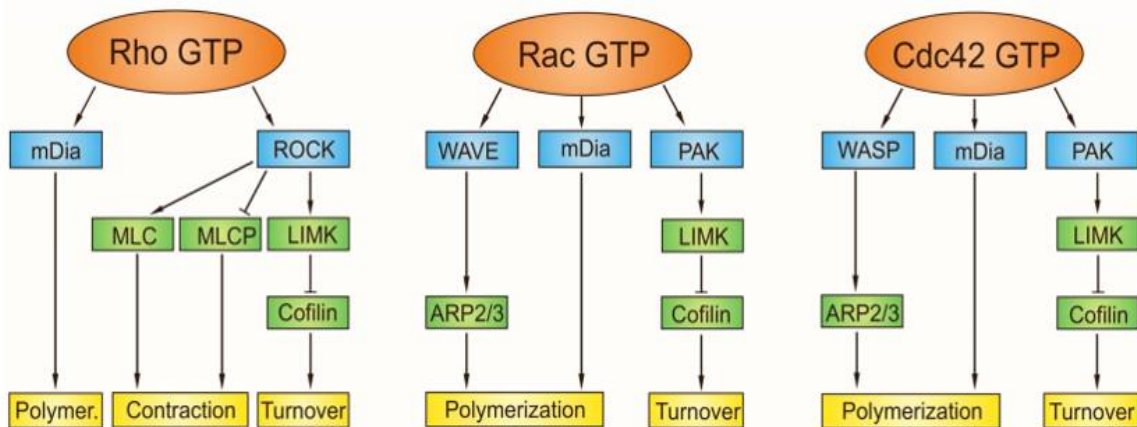 Rho GTP
Rac GTP
Cdc42 GTP
mDia
ROCK
WAVE
mDia
PAK
WASP
mDia
PAK
MLC
MLCP
LIMK
LIMK
LIMK
Cofilin
ARP2/3
Cofilin
ARP2/3
Cofilin
Polymer.
Contraction
Turnover
Polymerization
Turnover
Polymerization
Turnover